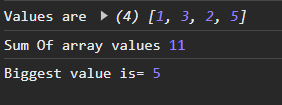 Values are ▶ (4) [1, 3, 2, 5]
Sum Of array values 11
Biggest value is= 5